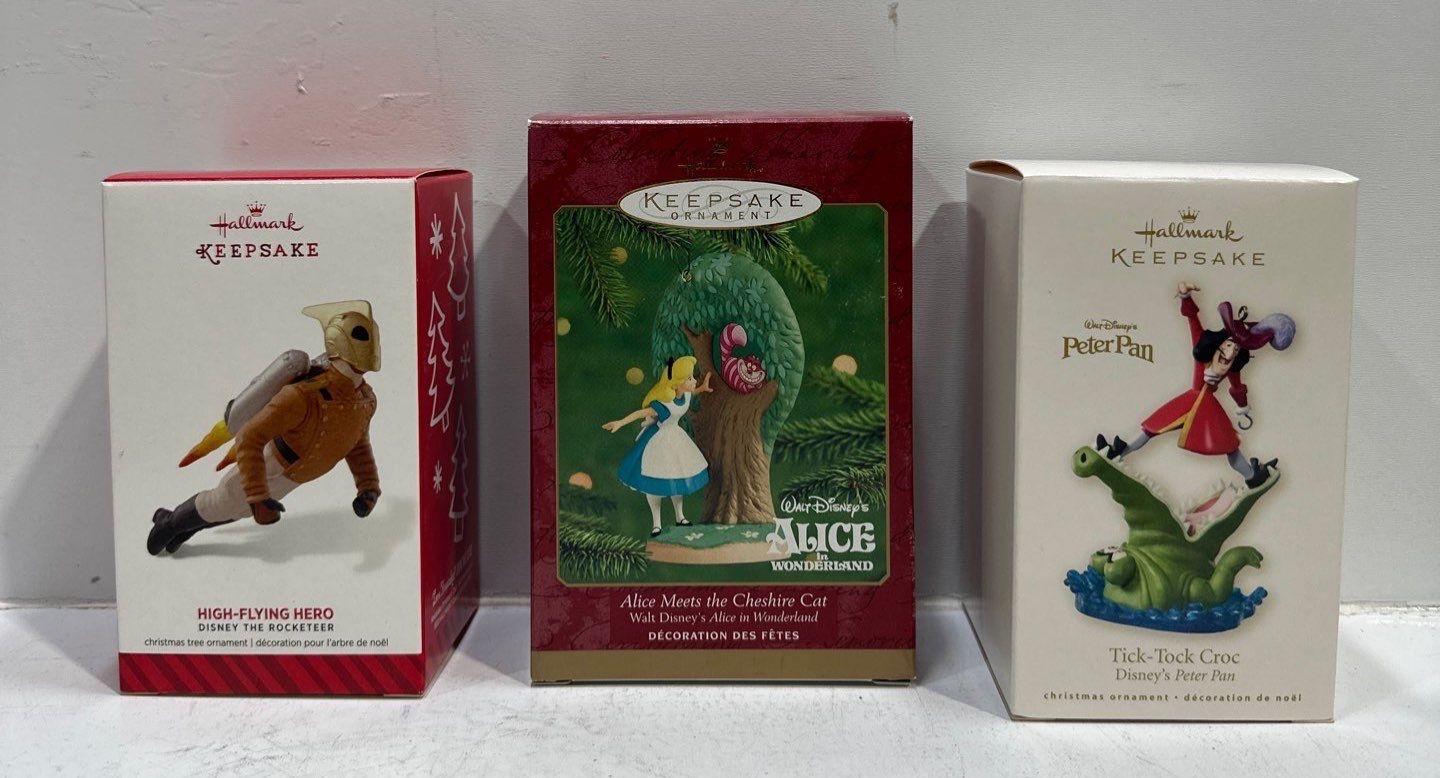 Hallmark
KEEPSAKE
HIGH-FLYING HERO
DISNEY THE ROCKETEER
christmas tree ornament | décoration pour l'arbre de noël
Hallmark
KEEPSAKE
ORNAMENT
WALT DISNEY'S
ALICE
in
WONDERLAND
Alice Meets the Cheshire Cat
Walt Disney's Alice in Wonderland
DÉCORATION DES FÊTES
Hallmark
KEEPSAKE
WALT DISNEY'S
Peter Pan
Tick-Tock Croc
Disney's Peter Pan
christmas ornament • décoration de noël